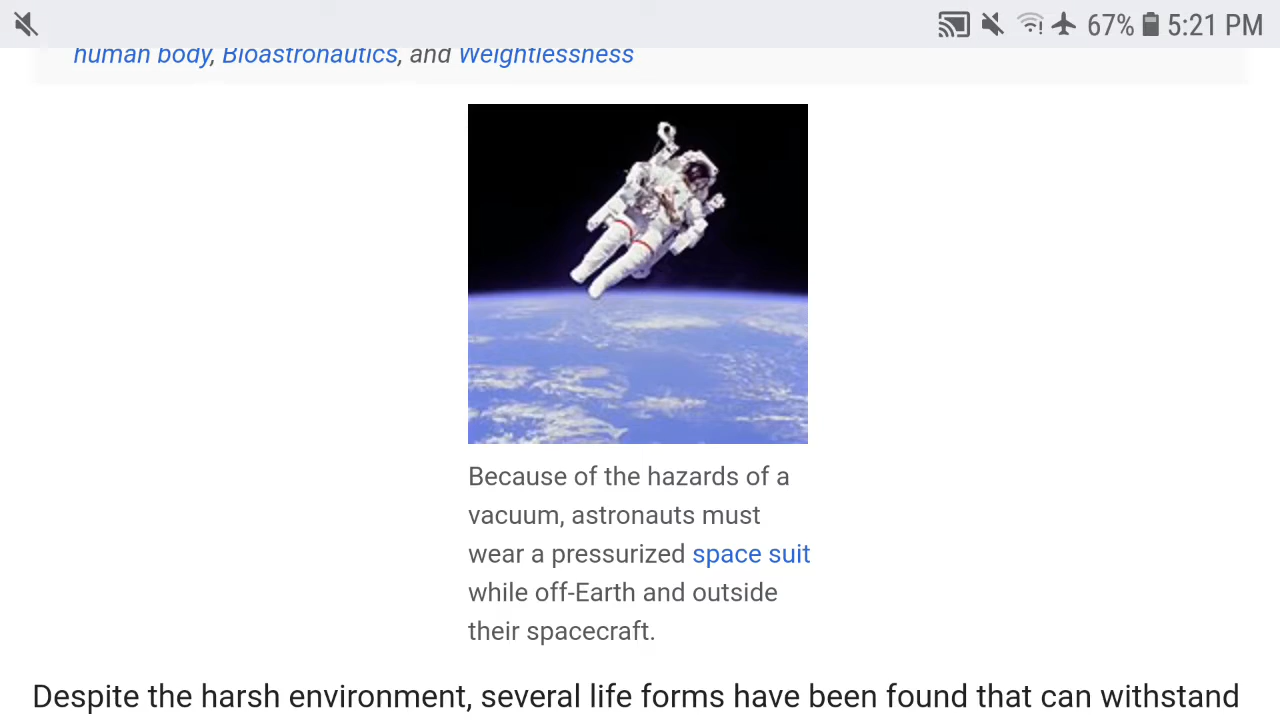 67% 5:21 PM
human body, Bioastronautics, and Weightlessness
Because of the hazards of a
vacuum, astronauts must
wear a pressurized space suit
while off-Earth and outside
their spacecraft.
Despite the harsh environment, several life forms have been found that can withstand